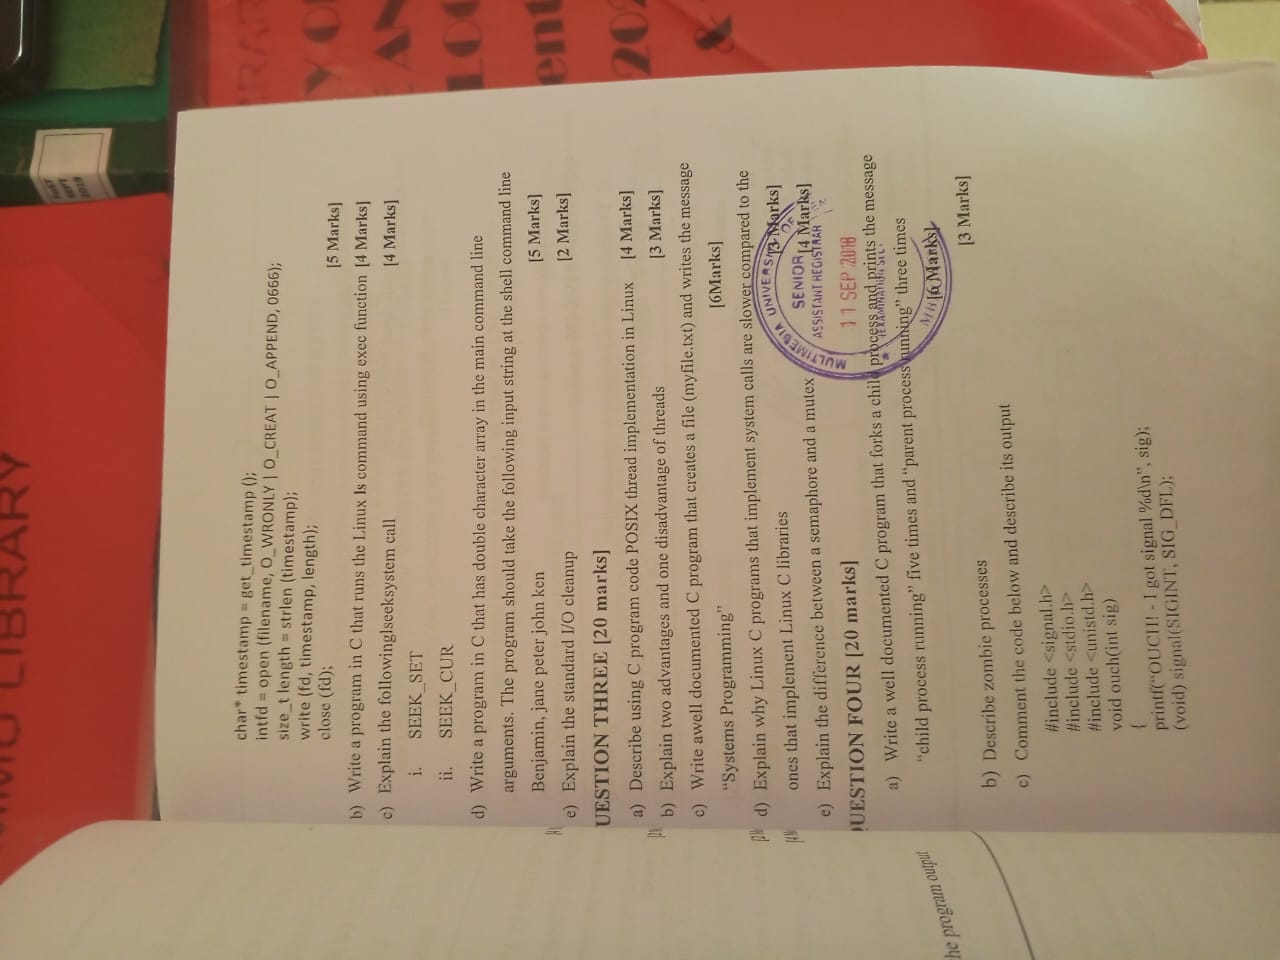 LIBRARY
SEPT
2019
char* timestamp = get_timestamp ();
intfd = open (filename, O_WRONLY | O_CREAT | O_APPEND, 0666);
size_t length = strlen (timestamp);
write (fd, timestamp, length);
close (fd);
[5 Marks]
b) Write a program in C that runs the Linux ls command using exec function [4 Marks]
c) Explain the followinglseeksystem call [4 Marks]
i. SEEK_SET
ii. SEEK_CUR
d) Write a program in C that has double character array in the main command line
arguments. The program should take the following input string at the shell command line
Benjamin, jane peter john ken [5 Marks]
e) Explain the standard I/O cleanup [2 Marks]
UESTION THREE [20 marks]
a) Describe using C program code POSIX thread implementation in Linux [4 Marks]
b) Explain two advantages and one disadvantage of threads [3 Marks]
c) Write awell documented C program that creates a file (myfile.txt) and writes the message
“Systems Programming” [6Marks]
d) Explain why Linux C programs that implement system calls are slower compared to the
ones that implement Linux C libraries [3 Marks]
e) Explain the difference between a semaphore and a mutex [4 Marks]
MULTIMEDIA UNIVERSITY OF
SENIOR
ASSISTANT REGISTRAR
11 SEP 2018
UESTION FOUR [20 marks]
a) Write a well documented C program that forks a child process and prints the message
“child process running” five times and “parent process running” three times
[6 Marks]
b) Describe zombie processes [3 Marks]
c) Comment the code below and describe its output
#include <signal.h>
#include <stdio.h>
#include <unistd.h>
void ouch(int sig)
{
printf(“OUCH! - I got signal %d\n”, sig);
(void) signal(SIGINT, SIG_DFL);
he program output
&